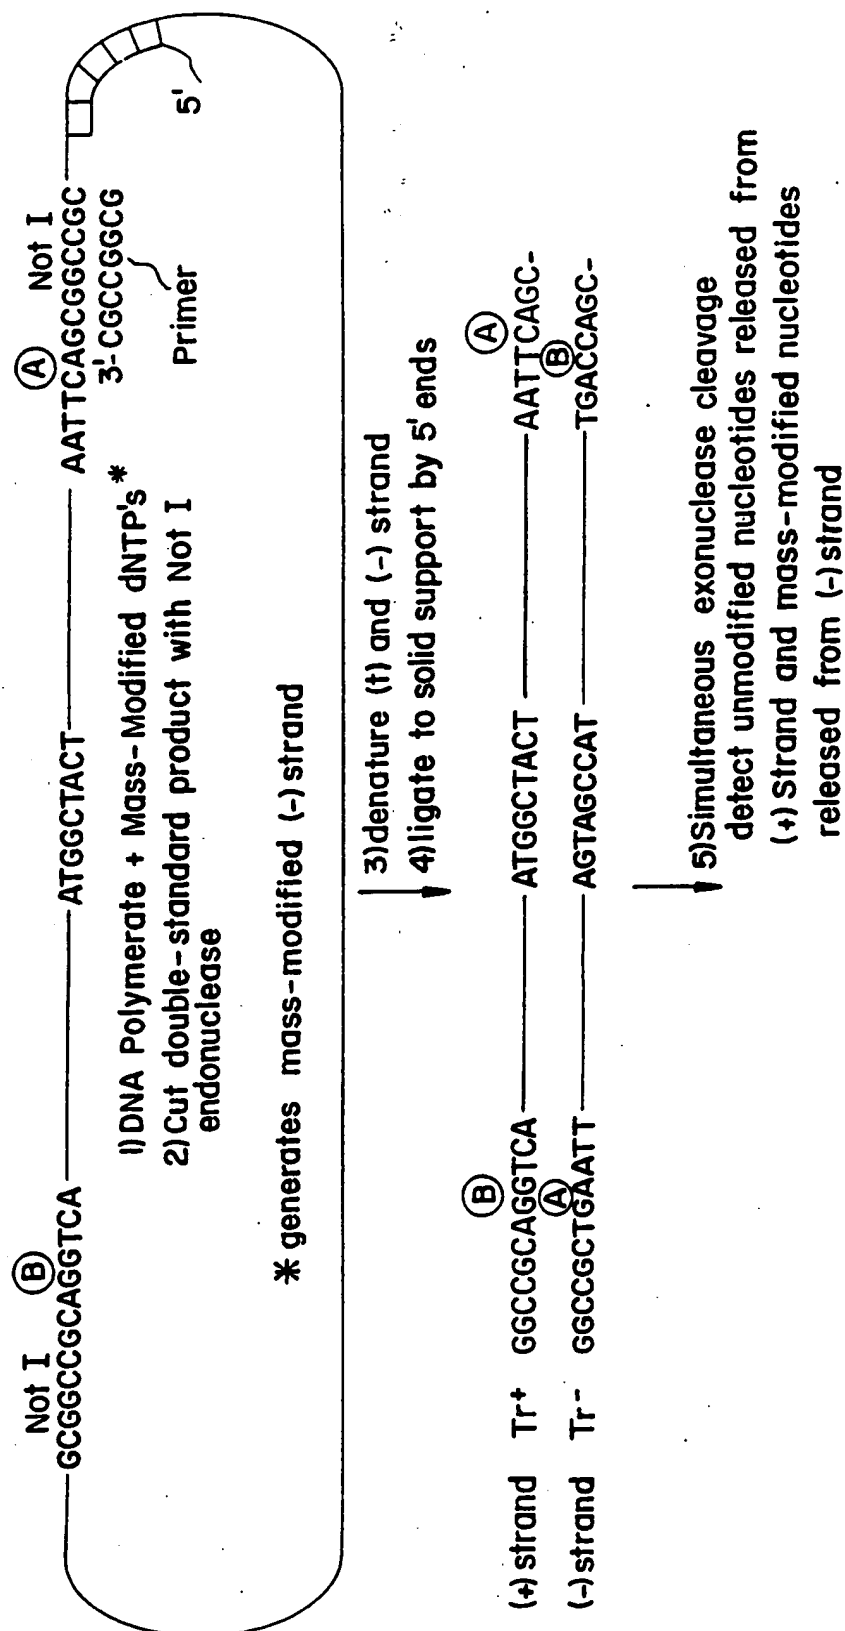 Not I Ⓑ
GCGGCCGCAGGTCA
ATGGCTACT
Ⓐ Not I
AATTCAGCGGCCGC
3'-CGCCGGCG
Primer
5'
1)DNA Polymerate + Mass-Modified dNTP's*
2)Cut double-standard product with Not I
endonuclease
*generates mass-modified (-) strand
3)denature (t) and (-) strand
4)ligate to solid support by 5' ends
Ⓑ Ⓐ
(+)strand Tr+ GGCCGCAGGTCA ATGGCTACT AATTCAGC-
Ⓐ Ⓑ
(-)strand Tr- GGCCGCTGAATT AGTAGCCAT TGACCAGC-
5)Simultaneous exonuclease cleavage
detect unmodified nucleotides released from
(+) Strand and mass-modified nucleotides
released from (-) strand